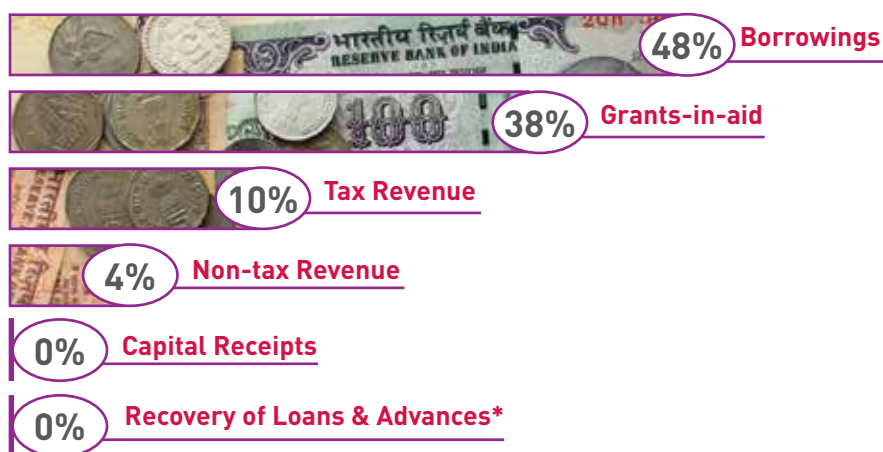 भारतीय रिज़र्व बैंक
RESERVE BANK OF INDIA
48% Borrowings
100
38% Grants-in-aid
10% Tax Revenue
4% Non-tax Revenue
0% Capital Receipts
0% Recovery of Loans & Advances*